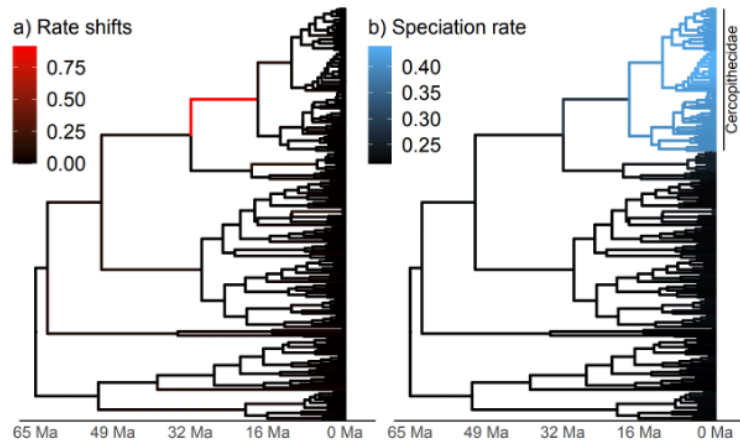 a) Rate shifts
0.75
0.50
0.25
0.00
65 Ma
49 Ma
32 Ma
16 Ma
0 Ma
b) Speciation rate
0.40
0.35
0.30
0.25
Cercopithecidae
65 Ma
49 Ma
32 Ma
16 Ma
0 Ma